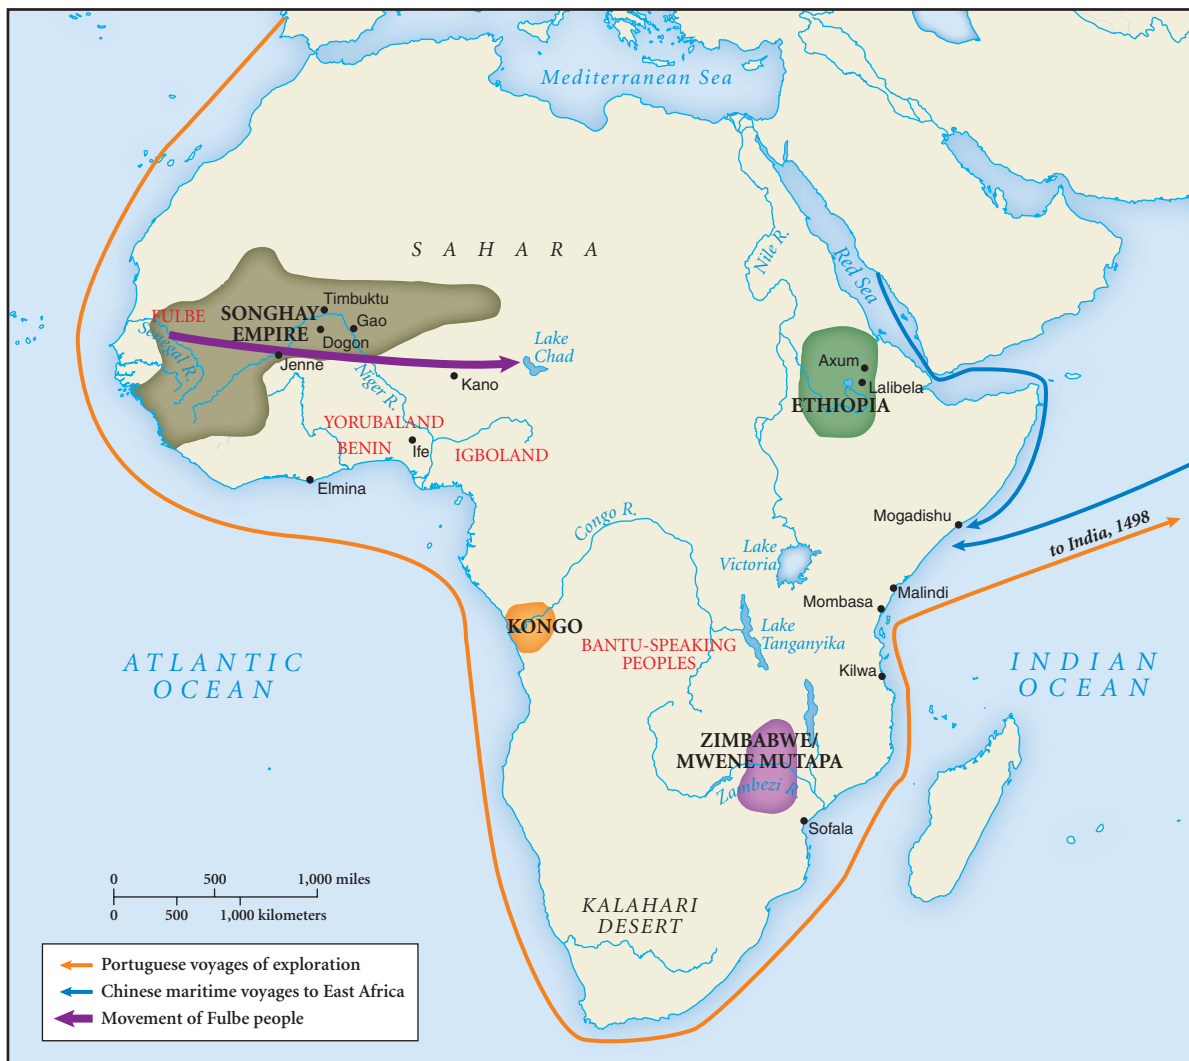 Mediterranean Sea
SAHARA
Nile R.
Red Sea
Timbuktu
FULBE
SONGHAY
EMPIRE
Gao
Dogon
Senegal R.
Jenne
Niger R.
Lake
Chad
Kano
Axum
Lalibela
ETHIOPIA
YORUBALAND
BENIN
Ife
IGBOLAND
Elmina
Congo R.
Mogadishu
to India, 1498
Lake
Victoria
Malindi
Mombasa
KONGO
BANTU-SPEAKING
PEOPLES
Lake
Tanganyika
Kilwa
ATLANTIC
OCEAN
INDIAN
OCEAN
ZIMBABWE/
MWENE MUTAPA
Zambezi R.
Sofala
KALAHARI
DESERT
0 500 1,000 miles
0 500 1,000 kilometers
Portuguese voyages of exploration
Chinese maritime voyages to East Africa
Movement of Fulbe people